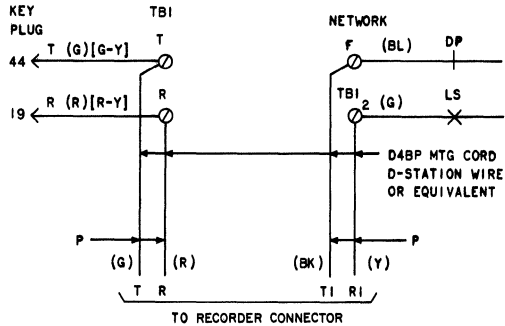 KEY PLUG
TB1
NETWORK
T
44
T (G)[G-Y]
F
(BL)
DP
R
19
R (R)[R-Y]
TB1
2
(G)
LS
D4BP MTG CORD
D-STATION WIRE
OR EQUIVALENT
P
P
(G)
(R)
(BK)
(Y)
T
R
T1
R1
TO RECORDER CONNECTOR